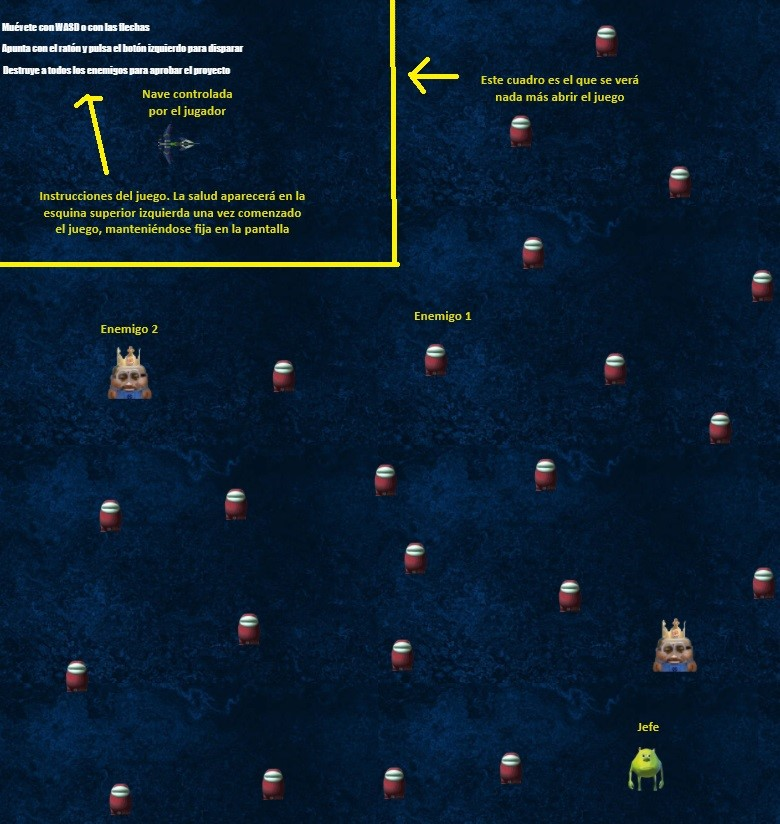 Muévete con WASD o con las flechas
Apunta con el ratón y pulsa el botón izquierdo para disparar
Destruye a todos los enemigos para aprobar el proyecto
Nave controlada
por el jugador
Este cuadro es el que se verá
nada más abrir el juego
Instrucciones del juego. La salud aparecerá en la
esquina superior izquierda una vez comenzado
el juego, manteniéndose fija en la pantalla
Enemigo 1
Enemigo 2
Jefe